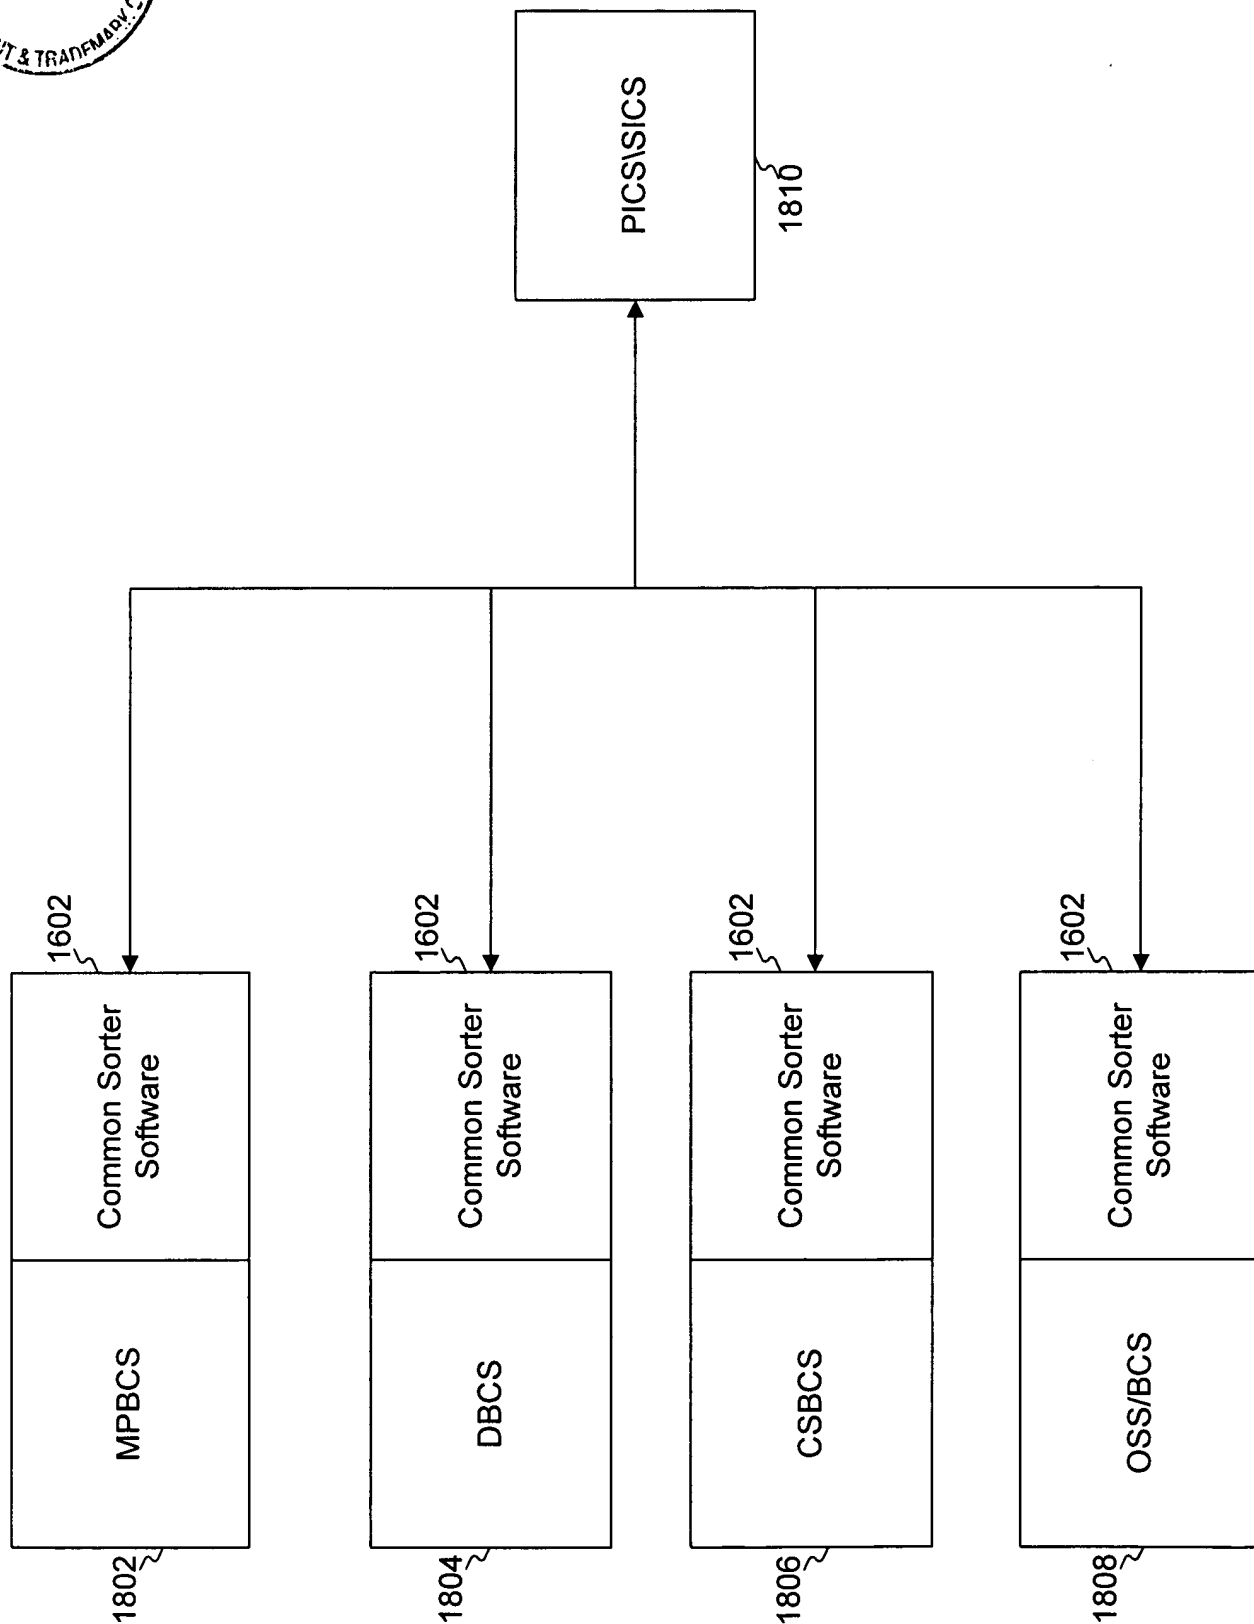 T & TRADEMARK
1802
MPBCS
Common Sorter
Software
1602
1804
DBCS
Common Sorter
Software
1602
1806
CSBCS
Common Sorter
Software
1602
1808
OSS/BCS
Common Sorter
Software
1602
PICS\SICS
1810